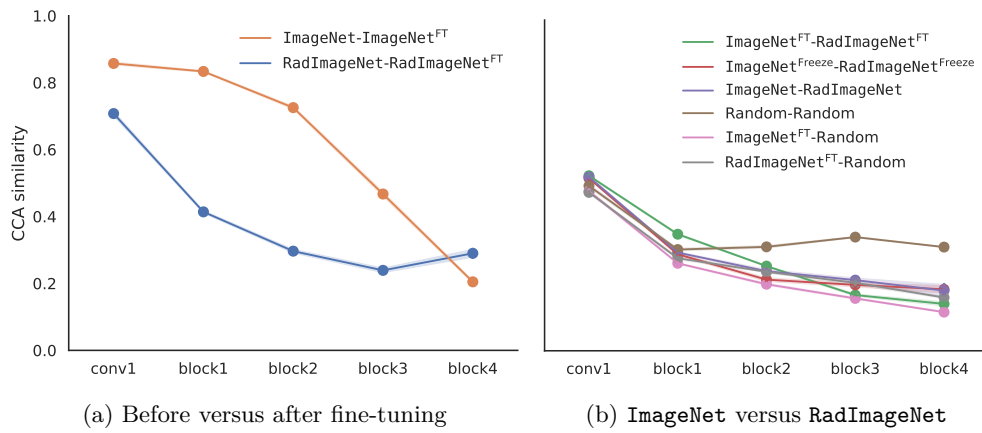 1.0
0.8
0.6
0.4
0.2
0.0
CCA similarity
ImageNet-ImageNet^FT
RadImageNet-RadImageNet^FT
conv1 block1 block2 block3 block4
(a) Before versus after fine-tuning
ImageNet^FT-RadImageNet^FT
ImageNet^Freeze-RadImageNet^Freeze
ImageNet-RadImageNet
Random-Random
ImageNet^FT-Random
RadImageNet^FT-Random
conv1 block1 block2 block3 block4
(b) ImageNet versus RadImageNet